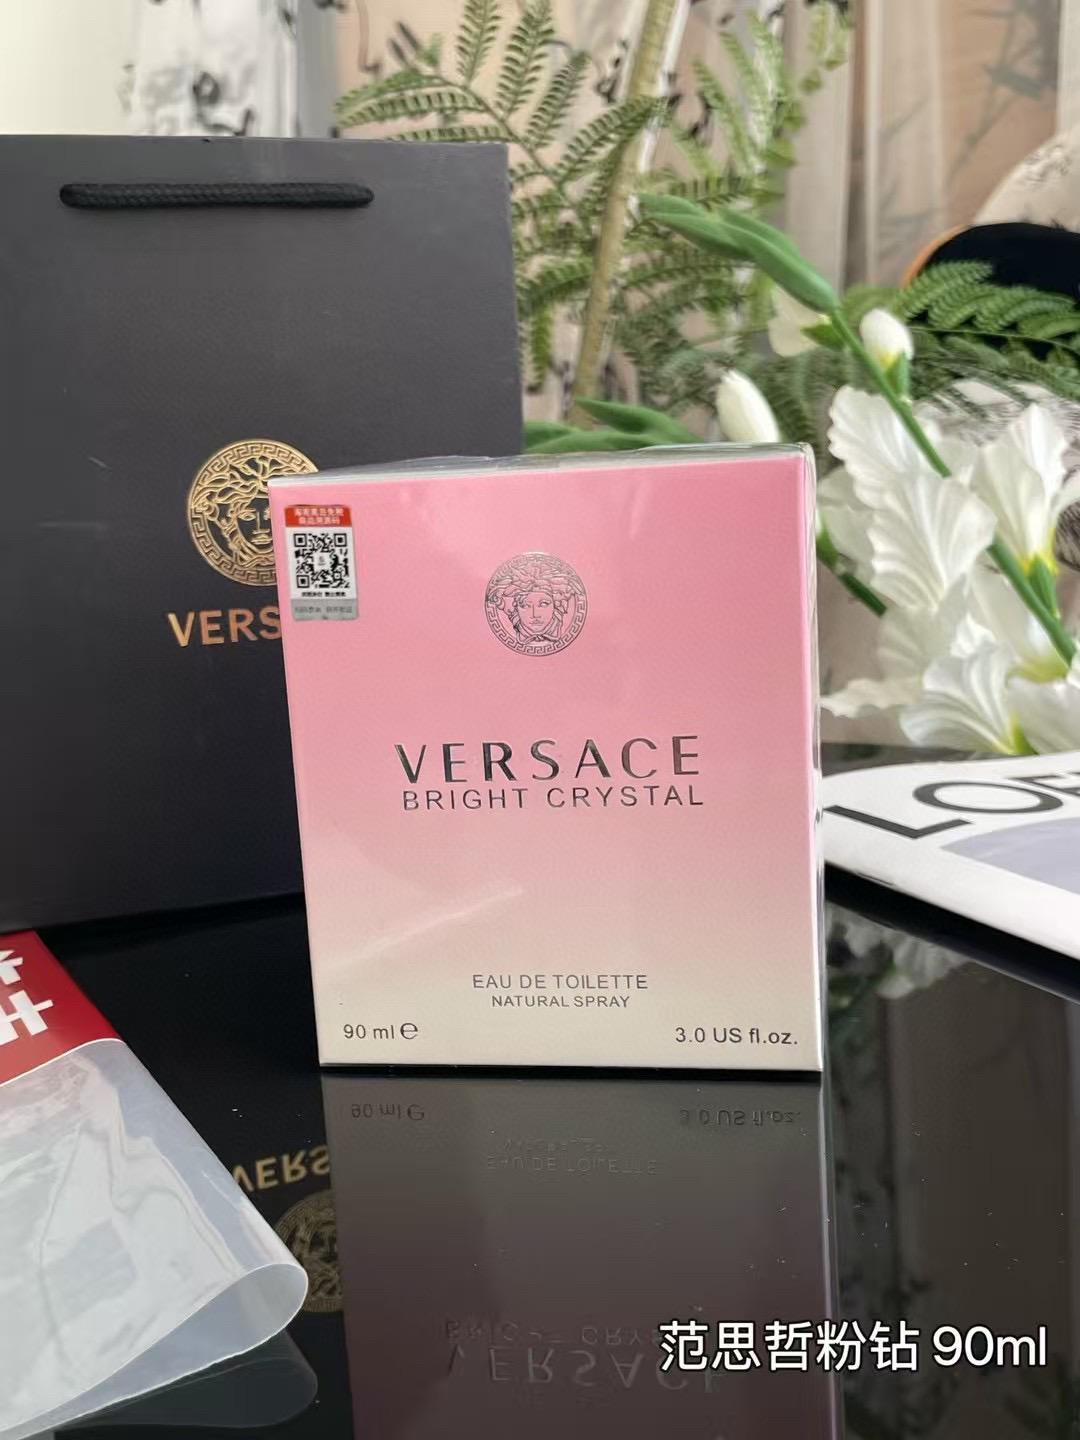 VERS
VERSACE
BRIGHT CRYSTAL
EAU DE TOILETTE
NATURAL SPRAY
90 ml e
3.0 US fl.oz.
LOE
范思哲粉钻 90ml